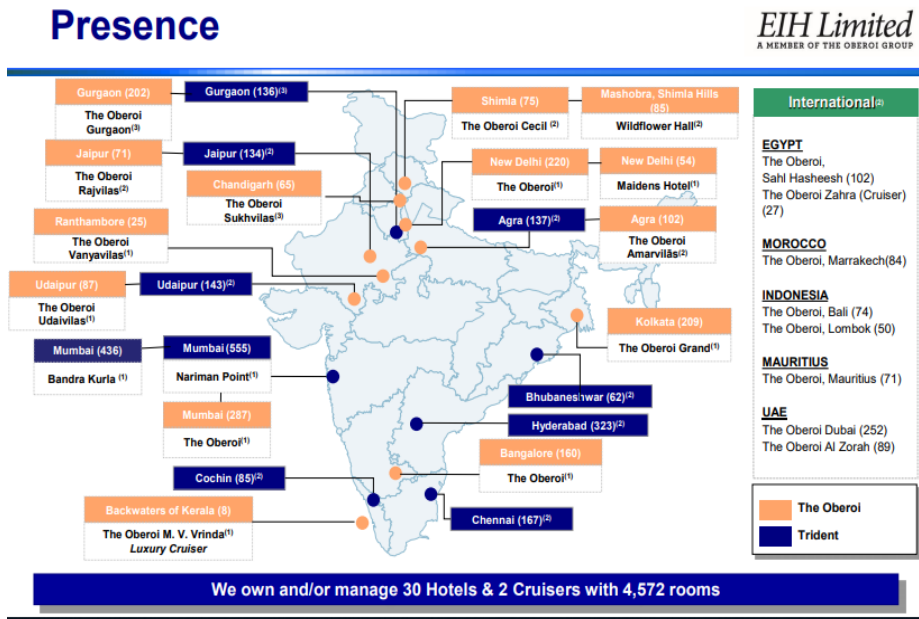 Presence
EIH Limited
A MEMBER OF THE OBEROI GROUP
Gurgaon (202)
The Oberoi
Gurgaon(3)
Gurgaon (136)(3)
Jaipur (71)
The Oberoi
Rajvilas(2)
Jaipur (134)(2)
Chandigarh (65)
The Oberoi
Sukhvilas(3)
Ranthambore (25)
The Oberoi
Vanyavilas(1)
Udaipur (87)
The Oberoi
Udaivilas(1)
Udaipur (143)(2)
Mumbai (436)
Bandra Kurla (1)
Mumbai (555)
Nariman Point(1)
Mumbai (287)
The Oberoi(1)
Cochin (85)(2)
Backwaters of Kerala (8)
The Oberoi M. V. Vrinda(1)
Luxury Cruiser
Shimla (75)
The Oberoi Cecil (2)
Mashobra, Shimla Hills
(85)
Wildflower Hall(2)
New Delhi (220)
The Oberoi(1)
New Delhi (54)
Maidens Hotel(1)
Agra (137)(2)
Agra (102)
The Oberoi
Amarvilās(2)
Kolkata (209)
The Oberoi Grand(1)
Bhubaneshwar (62)(2)
Hyderabad (323)(2)
Bangalore (160)
The Oberoi(1)
Chennai (167)(2)
International(2)
EGYPT
The Oberoi,
Sahl Hasheesh (102)
The Oberoi Zahra (Cruiser)
(27)
MOROCCO
The Oberoi, Marrakech(84)
INDONESIA
The Oberoi, Bali (74)
The Oberoi, Lombok (50)
MAURITIUS
The Oberoi, Mauritius (71)
UAE
The Oberoi Dubai (252)
The Oberoi Al Zorah (89)
The Oberoi
Trident
We own and/or manage 30 Hotels & 2 Cruisers with 4,572 rooms